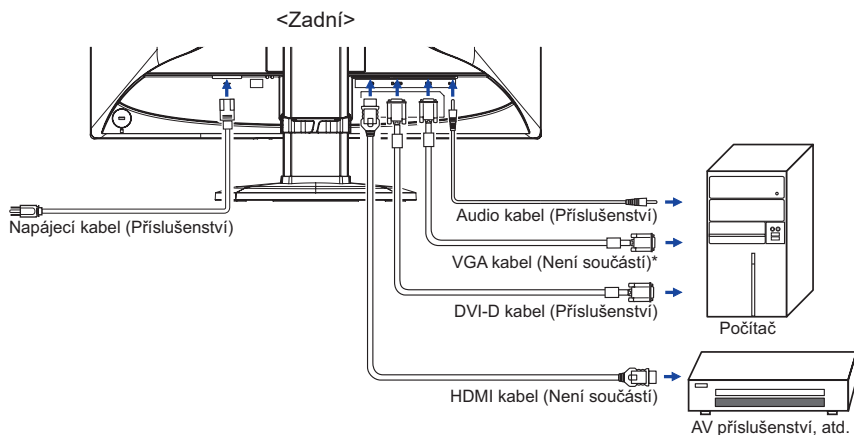 <Zadní>
Napájecí kabel (Příslušenství)
Audio kabel (Příslušenství)
VGA kabel (Není součástí)*
DVI-D kabel (Příslušenství)
Počítač
HDMI kabel (Není součástí)
AV příslušenství, atd.